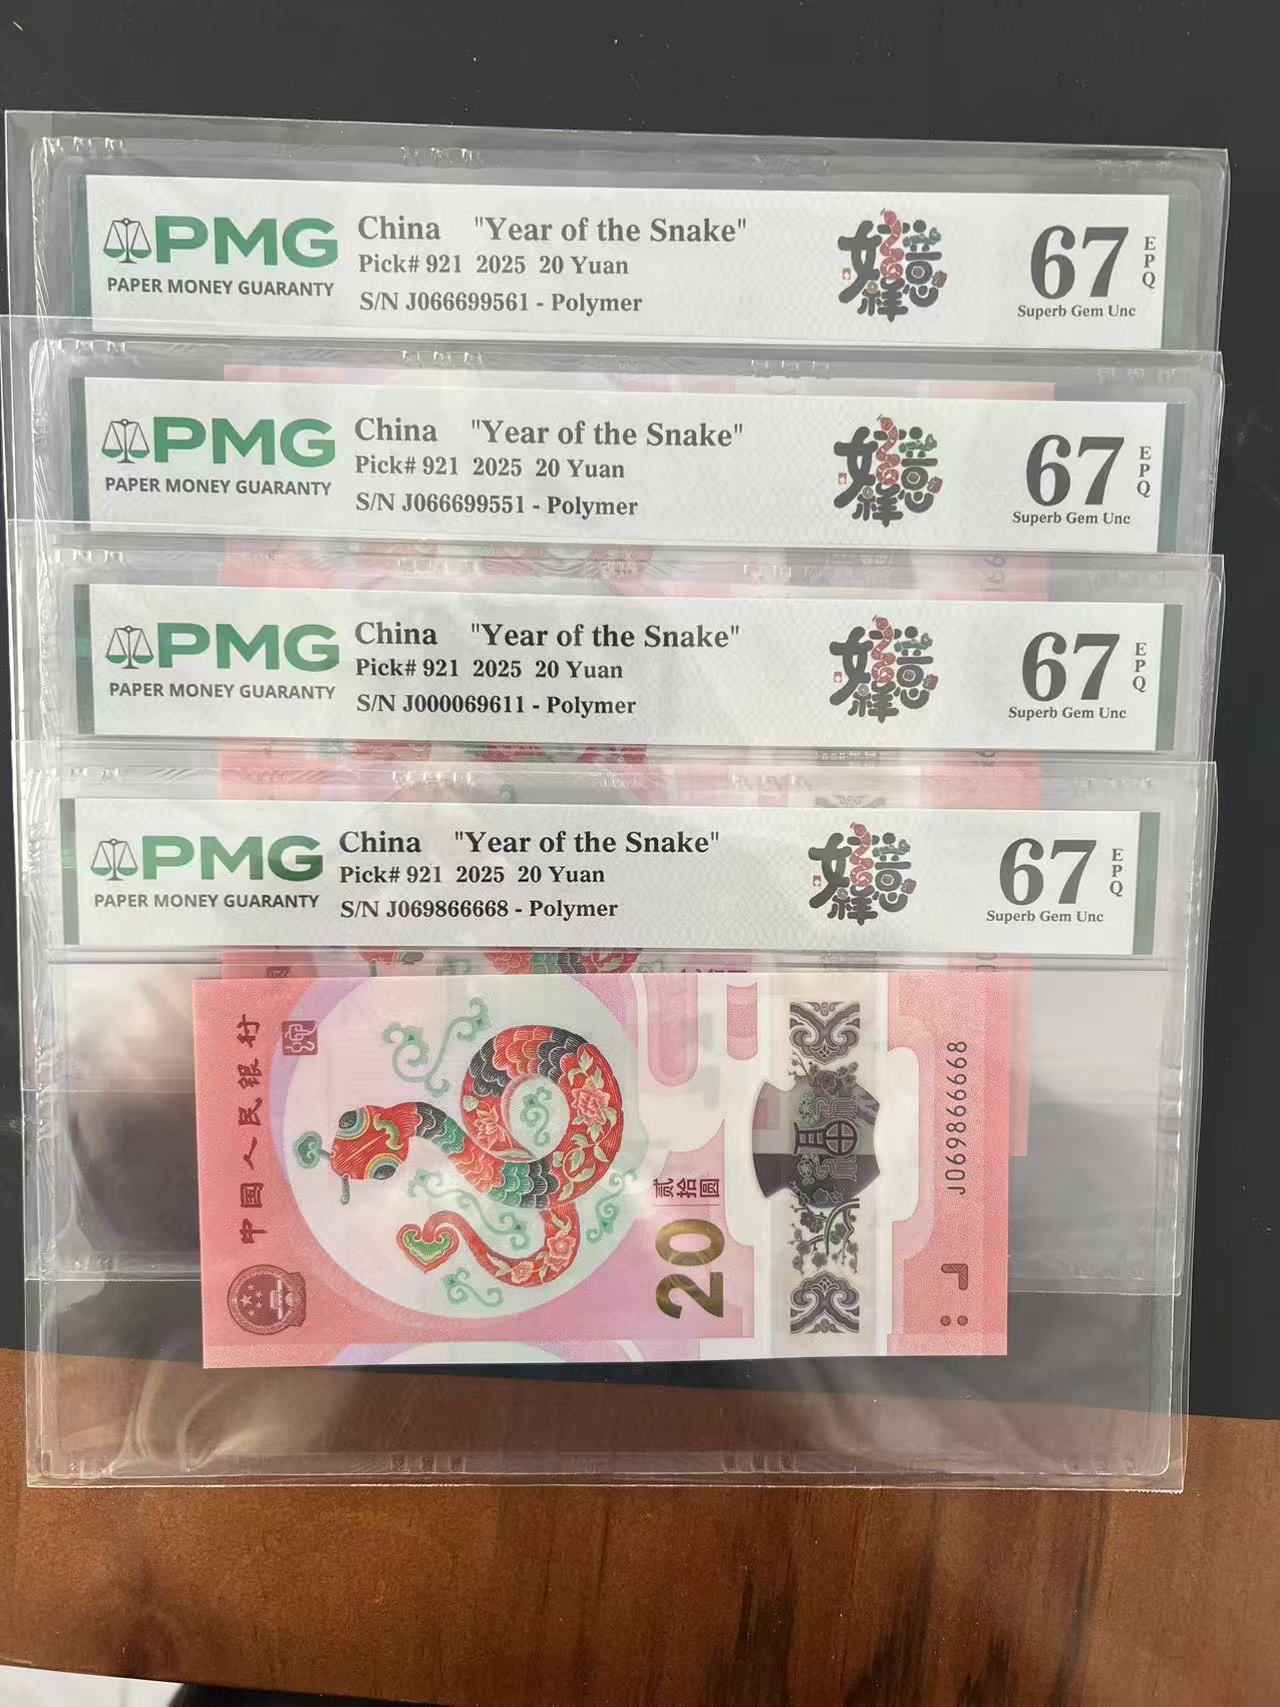 PMG
PAPER MONEY GUARANTY
China "Year of the Snake"
Pick# 921 2025 20 Yuan
S/N J066699561 - Polymer
67
EPQ
Superb Gem Unc
PMG
PAPER MONEY GUARANTY
China "Year of the Snake"
Pick# 921 2025 20 Yuan
S/N J066699551 - Polymer
67
EPQ
Superb Gem Unc
PMG
PAPER MONEY GUARANTY
China "Year of the Snake"
Pick# 921 2025 20 Yuan
S/N J000069611 - Polymer
67
EPQ
Superb Gem Unc
PMG
PAPER MONEY GUARANTY
China "Year of the Snake"
Pick# 921 2025 20 Yuan
S/N J069866668 - Polymer
67
EPQ
Superb Gem Unc
中国人民银行
贰拾圆
20
J069866668